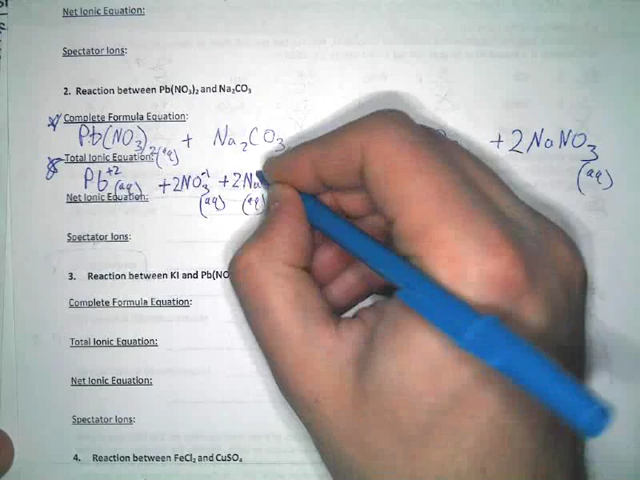 Net Ionic Equation:
Spectator Ions:
2. Reaction between Pb(NO₃)₂ and Na₂CO₃
Complete Formula Equation:
Pb(NO₃)₂(aq) + Na₂CO₃ + 2NaNO₃(aq)
Total Ionic Equation:
Pb⁺²(aq) + 2NO₃⁻¹(aq) + 2Na(aq)
Net Ionic Equation:
Spectator Ions:
3. Reaction between KI and Pb(NO
Complete Formula Equation:
Total Ionic Equation:
Net Ionic Equation:
Spectator Ions:
4. Reaction between FeCl₂ and CuSO₄